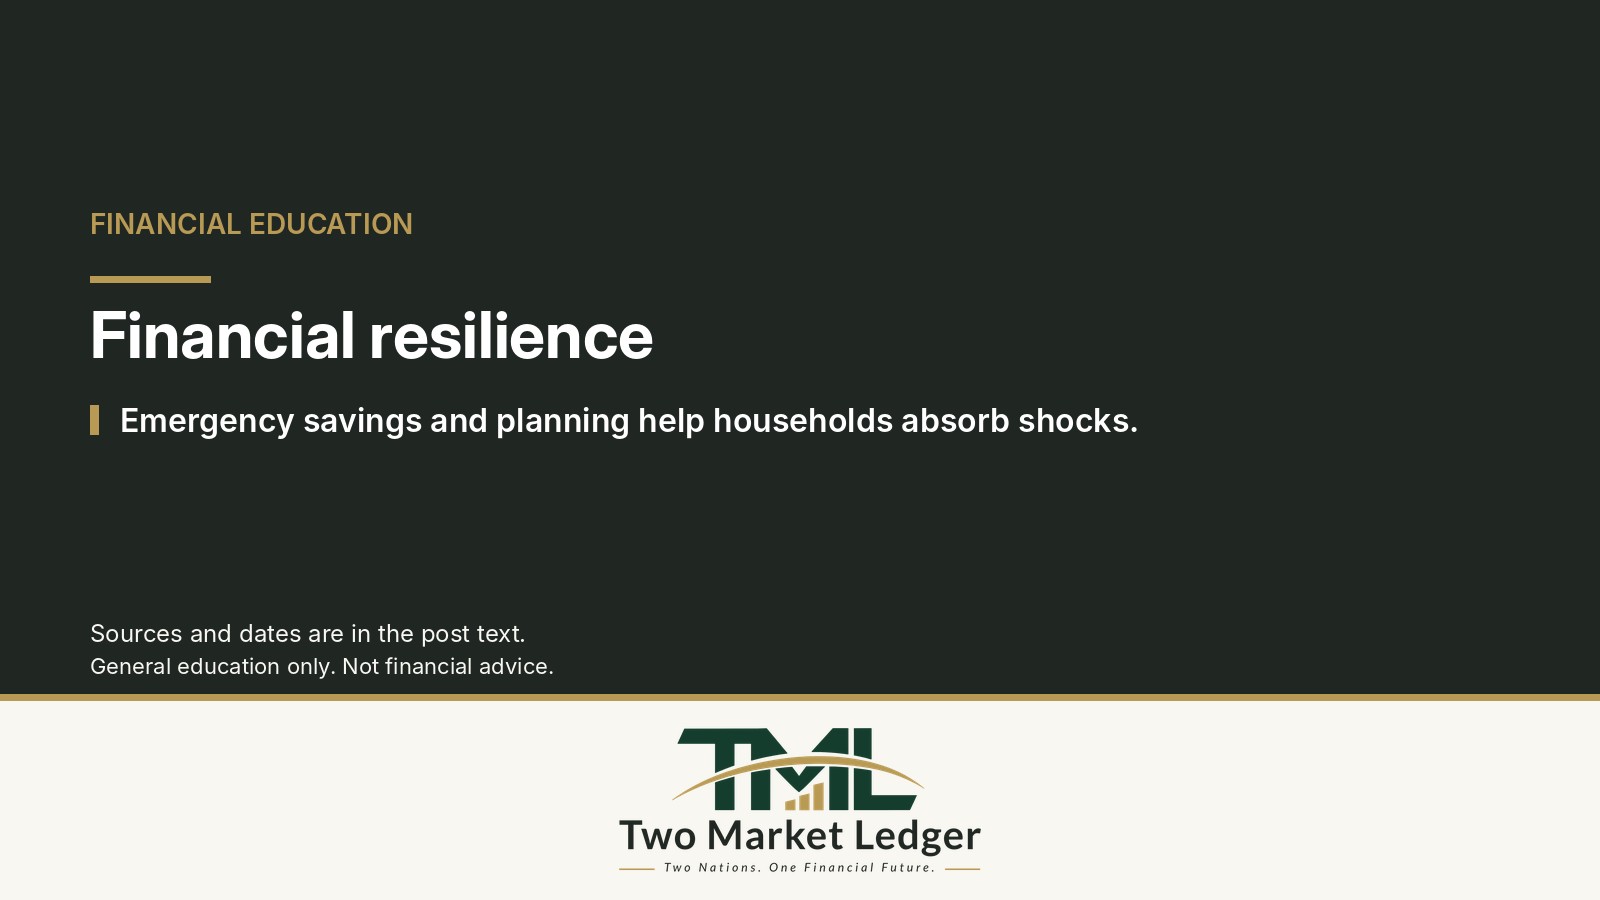 FINANCIAL EDUCATION
Financial resilience
Emergency savings and planning help households absorb shocks.
Sources and dates are in the post text.
General education only. Not financial advice.
TML
Two Market Ledger
Two Nations. One Financial Future.